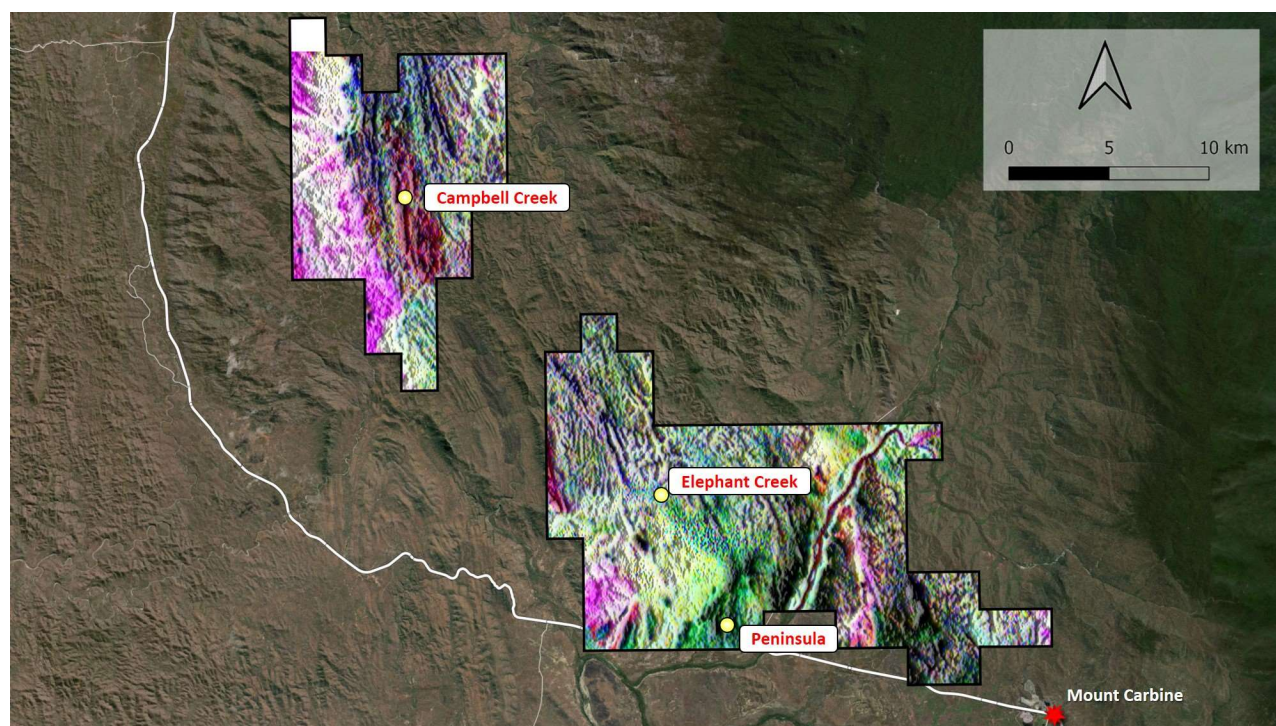 0 5 10 km
Campbell Creek
Elephant Creek
Peninsula
Mount Carbine